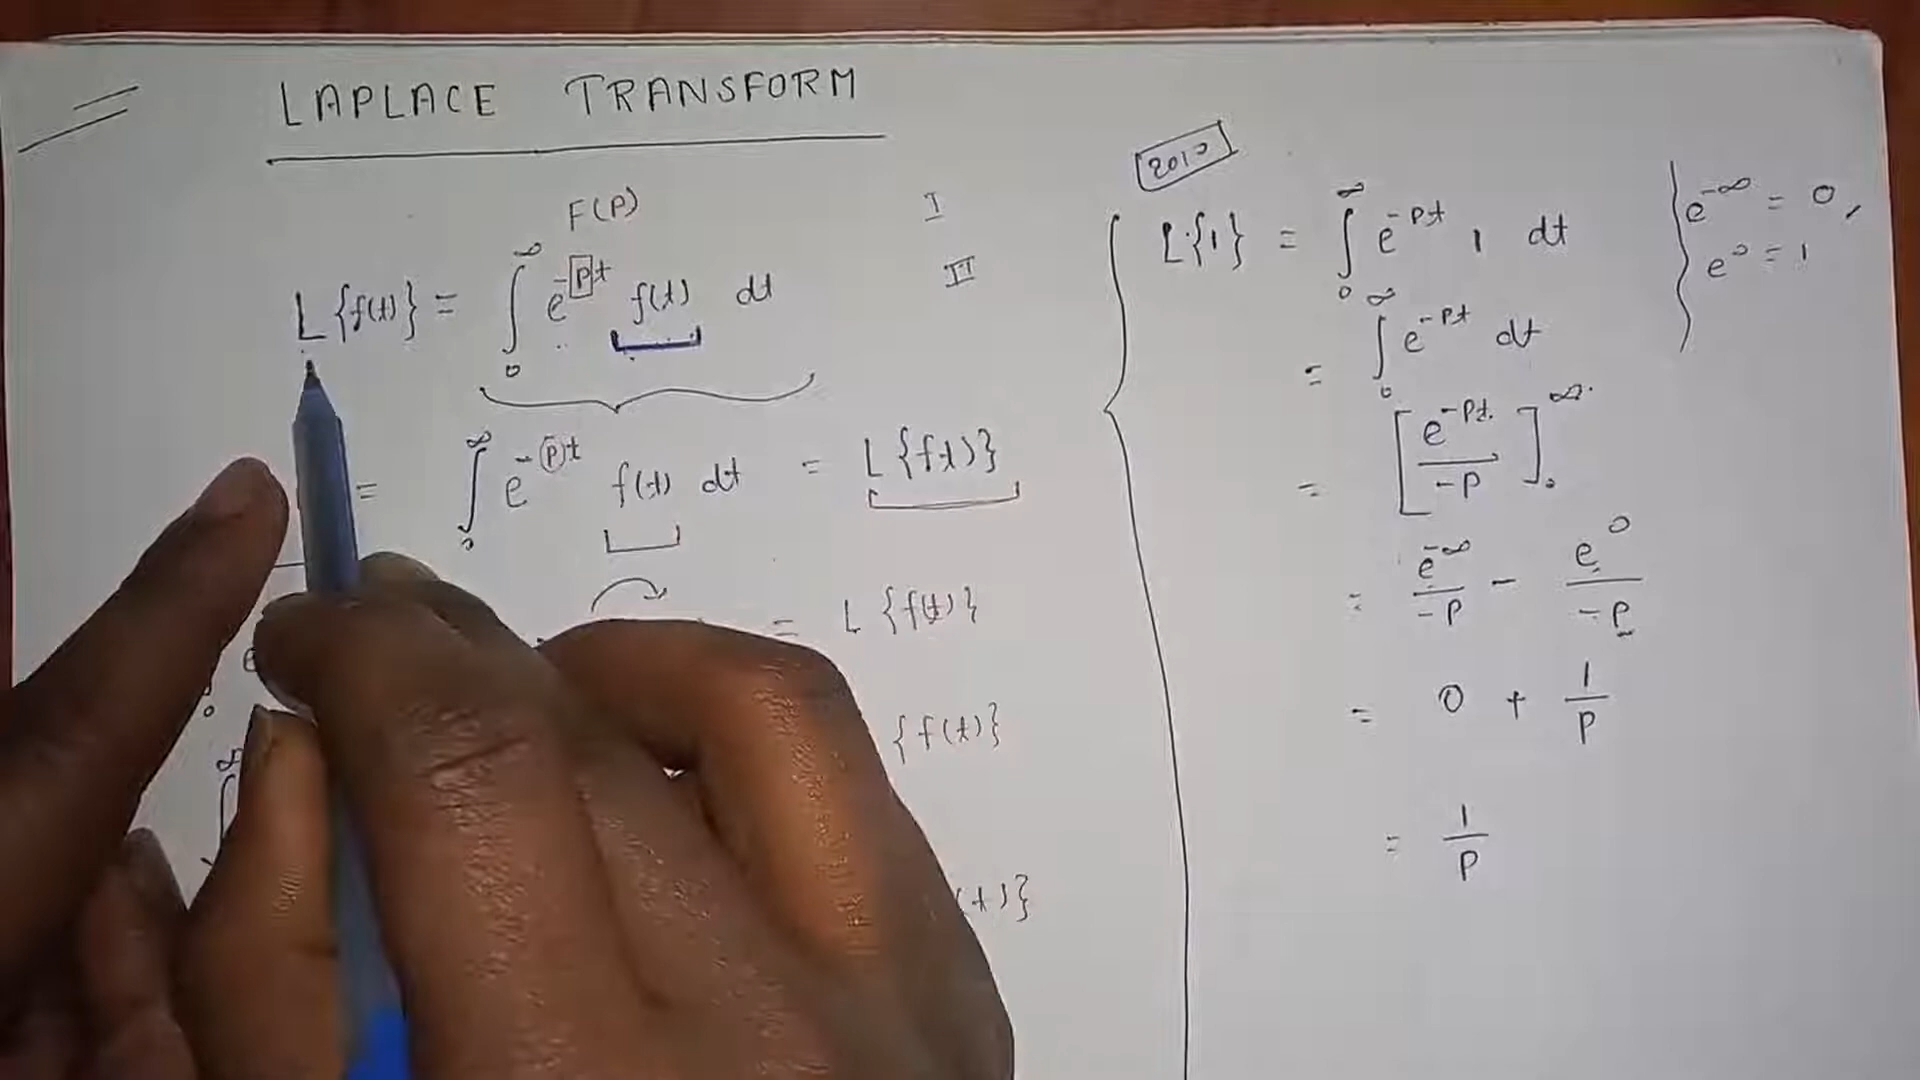 LAPLACE TRANSFORM
F(P)
I
II
L{f(t)} = ∫₀^∞ e^-pt f(t) dt
= ∫₀^∞ e^-pt f(t) dt = L{f(t)}
= L{f(t)}
{f(t)}
(t)}
L{1} = ∫₀^∞ e^-pt 1 dt
= ∫₀^∞ e^-pt dt
= [e^-pt / -P]₀^∞
= e^-∞ / -P - e^0 / -P
= 0 + 1/P
= 1/P
e^-∞ = 0,
e^0 = 1